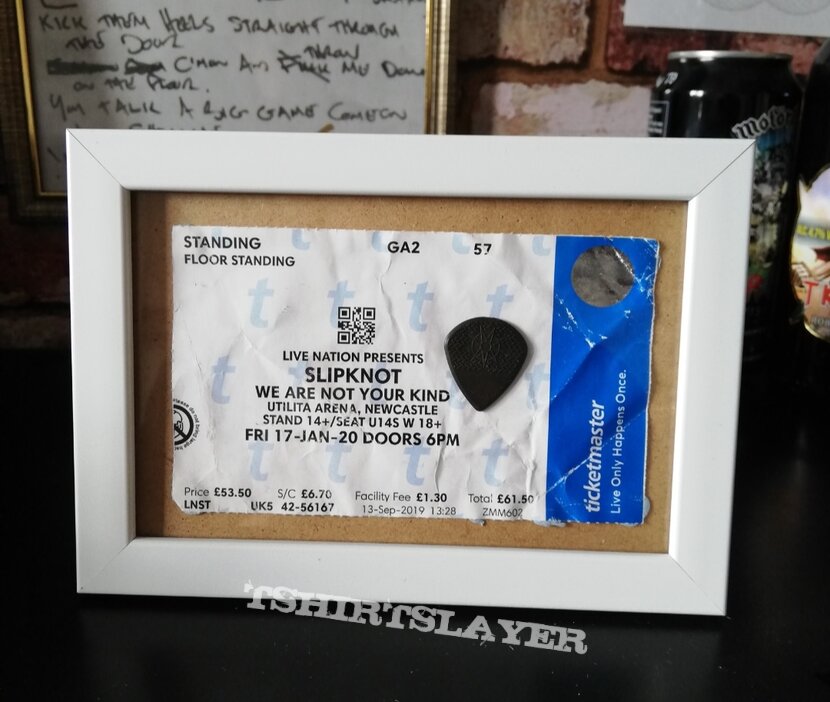 KICK THEM HEELS STRAIGHT THROUGH
THE DOOR
THROW
C'MON AND ME DOWN
ON THE FLOOR.
YOU TALK A BIG GAME COMEON
STANDING GA2 57
FLOOR STANDING
LIVE NATION PRESENTS
SLIPKNOT
WE ARE NOT YOUR KIND
UTILITA ARENA, NEWCASTLE
STAND 14+/SEAT U14S W 18+
FRI 17-JAN-20 DOORS 6PM
Price £53.50 S/C £6.70 Facility Fee £1.30 Total £61.50
LNST UK5 42-56167 13-Sep-2019 13:28 ZMM602
ticketmaster
Live Only Happens Once.
TSHIRTSLAYER